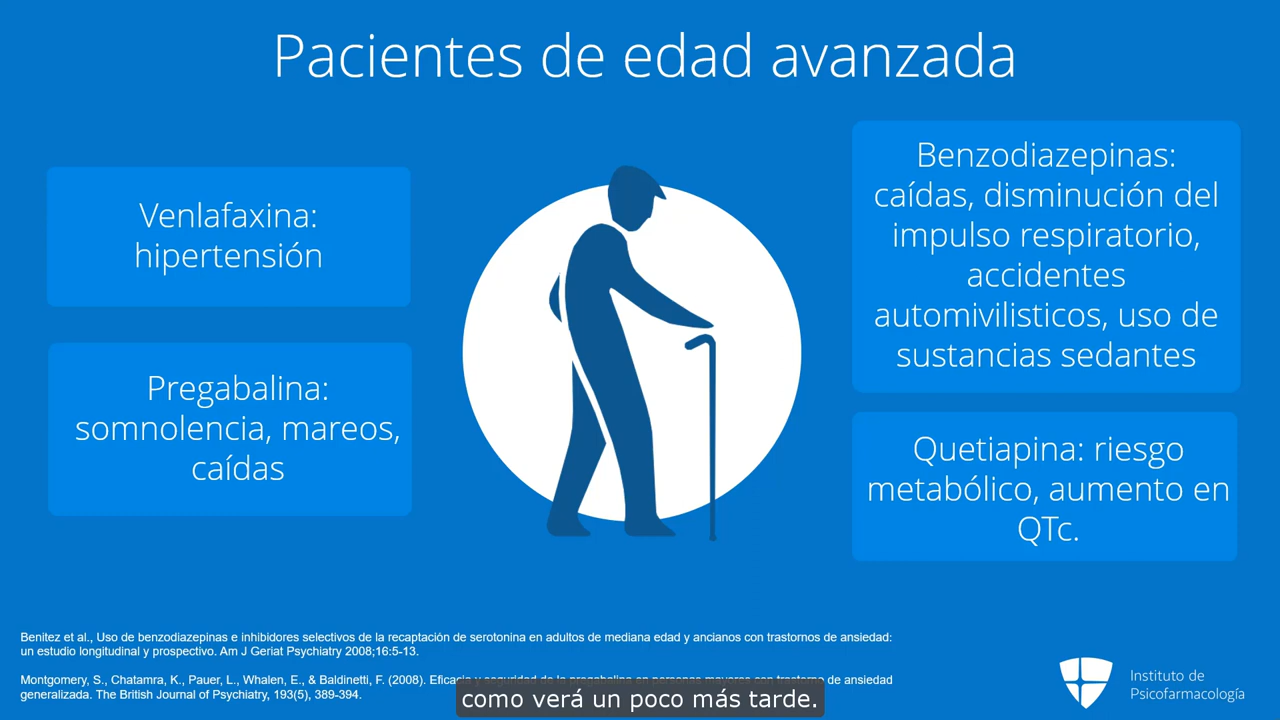 Pacientes de edad avanzada
Venlafaxina:
hipertensión
Pregabalina:
somnolencia, mareos,
caídas
Benzodiazepinas:
caídas, disminución del
impulso respiratorio,
accidentes
automivilisticos, uso de
sustancias sedantes
Quetiapina: riesgo
metabólico, aumento en
QTc.
Benitez et al., Uso de benzodiazepinas e inhibidores selectivos de la recaptación de serotonina en adultos de mediana edad y ancianos con trastornos de ansiedad:
un estudio longitudinal y prospectivo. Am J Geriat Psychiatry 2008;16:5-13.
Montgomery, S., Chatamra, K., Pauer, L., Whalen, E., & Baldinetti, F. (2008). Eficacia y seguridad de la pregabalina en personas mayores con trastorno de ansiedad
generalizada. The British Journal of Psychiatry, 193(5), 389-394.
como verá un poco más tarde.
Instituto de
Psicofarmacología